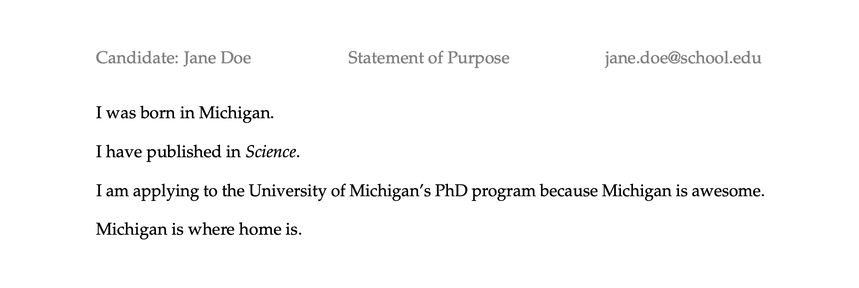 Candidate: Jane Doe Statement of Purpose jane.doe@school.edu
I was born in Michigan.
I have published in Science.
I am applying to the University of Michigan’s PhD program because Michigan is awesome.
Michigan is where home is.